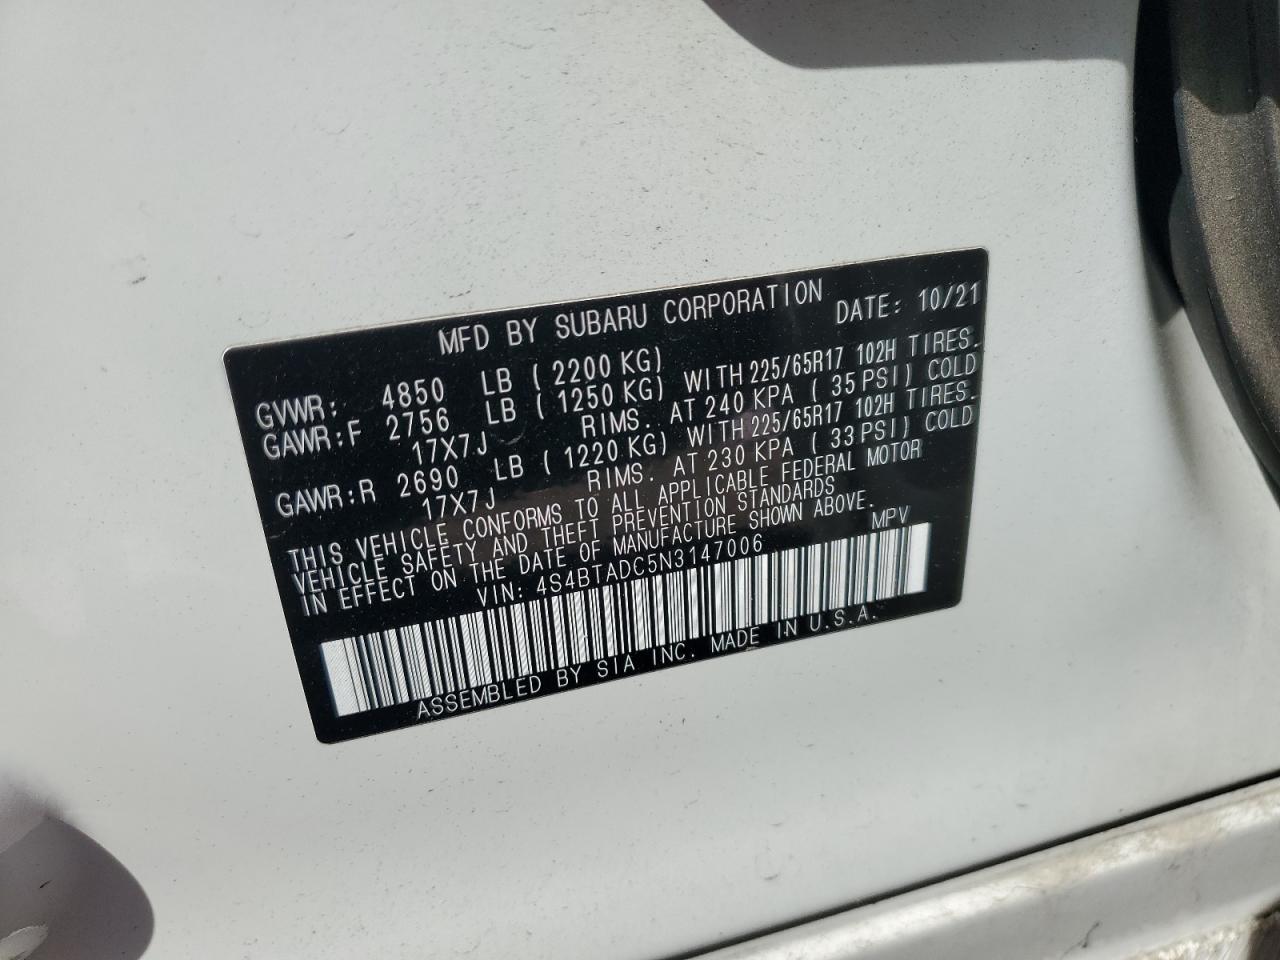 MFD BY SUBARU CORPORATION DATE: 10/21
GVWR: 4850 LB ( 2200 KG)
GAWR:F 2756 LB ( 1250 KG) WITH 225/65R17 102H TIRES.
17X7J RIMS. AT 240 KPA ( 35 PSI) COLD
GAWR:R 2690 LB ( 1220 KG) WITH 225/65R17 102H TIRES.
17X7J RIMS. AT 230 KPA ( 33 PSI) COLD
THIS VEHICLE CONFORMS TO ALL APPLICABLE FEDERAL MOTOR
VEHICLE SAFETY AND THEFT PREVENTION STANDARDS
IN EFFECT ON THE DATE OF MANUFACTURE SHOWN ABOVE.
VIN: 4S4BTADC5N3147006 MPV
ASSEMBLED BY SIA INC. MADE IN U.S.A.